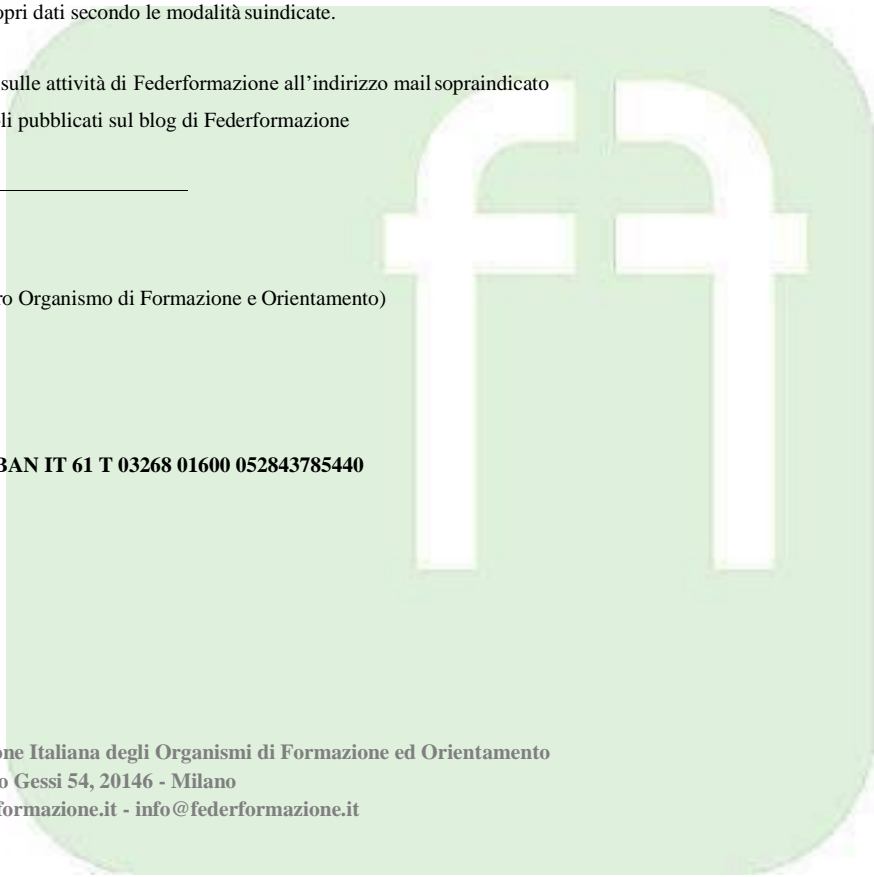 opri dati secondo le modalità suindicate.
sulle attività di Federformazione all’indirizzo mail sopraindicato
li pubblicati sul blog di Federformazione
ro Organismo di Formazione e Orientamento)
BAN IT 61 T 03268 01600 052843785440
one Italiana degli Organismi di Formazione ed Orientamento
o Gessi 54, 20146 - Milano
formazione.it - info@federformazione.it